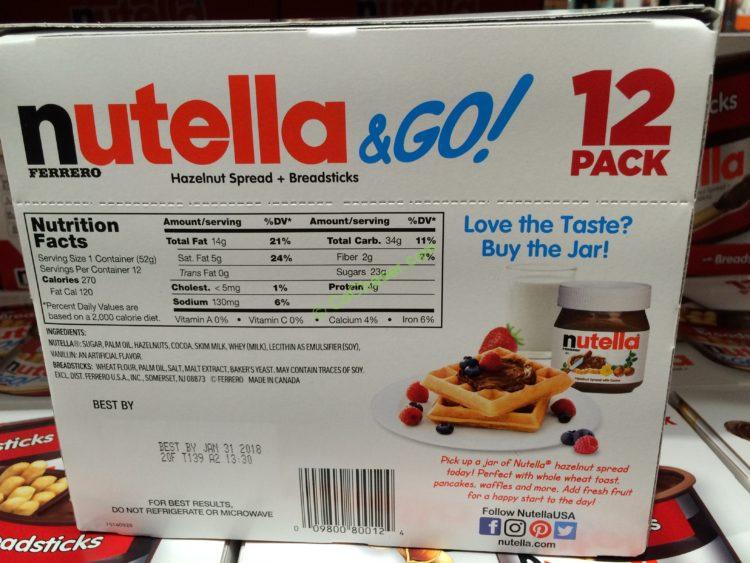 nutella &GO!
FERRERO
Hazelnut Spread + Breadsticks
12
PACK
Nutrition
Facts
Serving Size 1 Container (52g)
Servings Per Container 12
Calories 270
Fat Cal 120
*Percent Daily Values are
based on a 2,000 calorie diet.
Amount/serving %DV* Amount/serving %DV*
Total Fat 14g 21% Total Carb. 34g 11%
Sat. Fat 5g 24% Fiber 2g 7%
Trans Fat 0g Sugars 23g
Cholest. < 5mg 1% Protein 4g
Sodium 130mg 6%
Vitamin A 0% • Vitamin C 0% • Calcium 4% • Iron 6%
INGREDIENTS:
NUTELLA®: SUGAR, PALM OIL, HAZELNUTS, COCOA, SKIM MILK, WHEY (MILK), LECITHIN AS EMULSIFIER (SOY),
VANILLIN: AN ARTIFICIAL FLAVOR.
BREADSTICKS: WHEAT FLOUR, PALM OIL, SALT, MALT EXTRACT, BAKER'S YEAST. MAY CONTAIN TRACES OF SOY.
EXCL. DIST. FERRERO U.S.A., INC., SOMERSET, NJ 08873 © FERRERO MADE IN CANADA
BEST BY
BEST BY JAN 31 2018
20F T139 A2 13:30
FOR BEST RESULTS,
DO NOT REFRIGERATE OR MICROWAVE
0 09800 80012 4
Love the Taste?
Buy the Jar!
nutella
Pick up a jar of Nutella® hazelnut spread
today! Perfect with whole wheat toast,
pancakes, waffles and more. Add fresh fruit
for a happy start to the day!
Follow NutellaUSA
nutella.com
cks
lla
Bread
sticks
adsticks